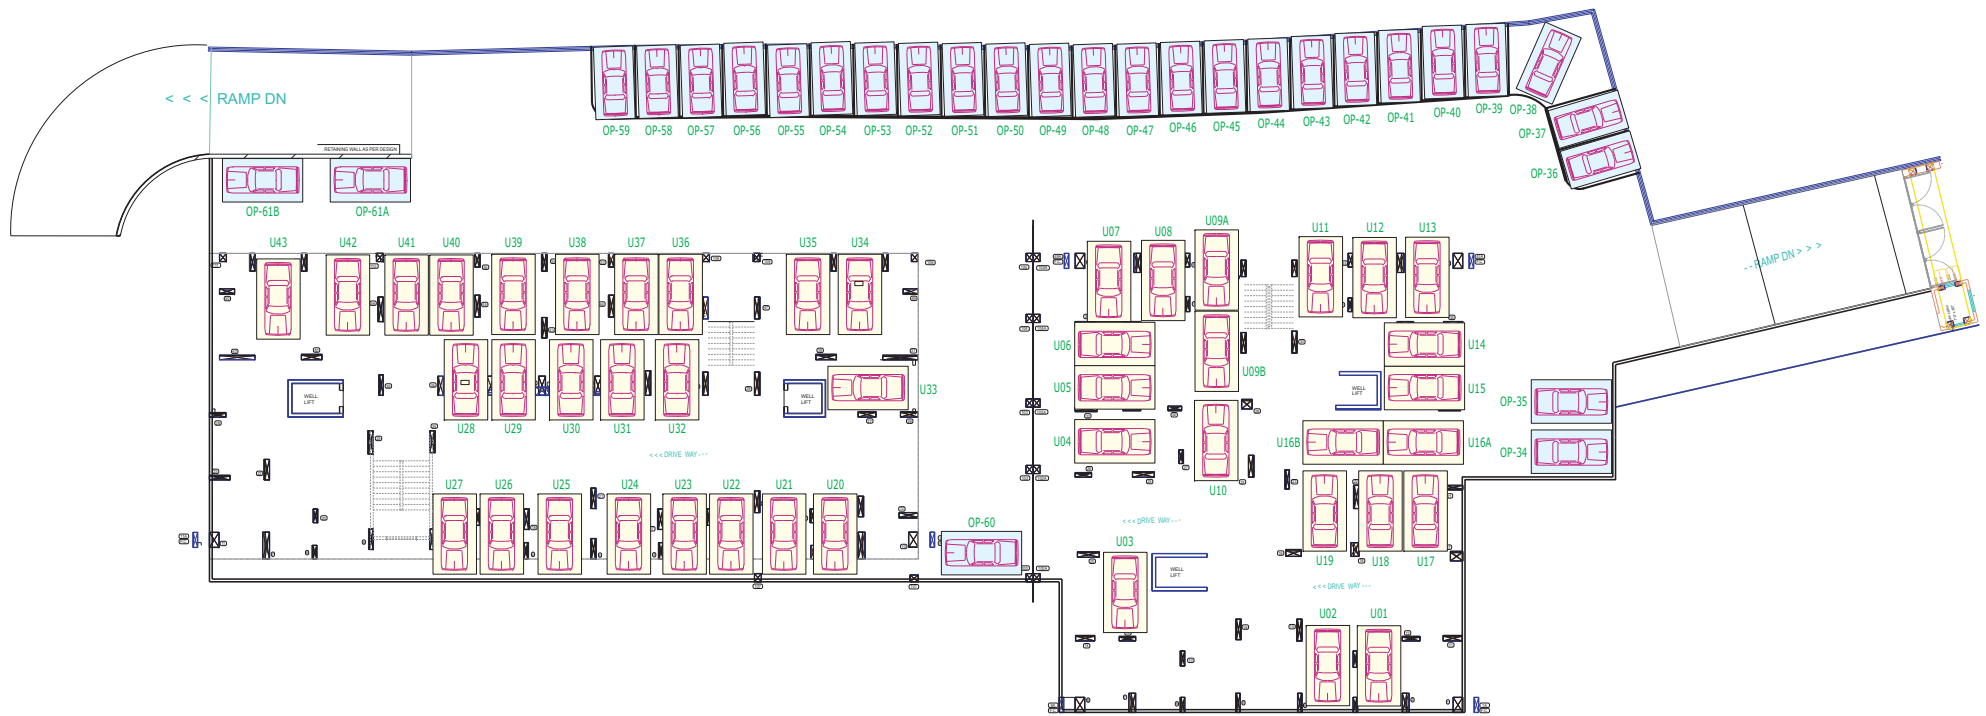 < < < RAMP DN
RETAINING WALL AS PER DESIGN
OP-59 OP-58 OP-57 OP-56 OP-55 OP-54 OP-53 OP-52 OP-51 OP-50 OP-49 OP-48 OP-47 OP-46 OP-45 OP-44 OP-43 OP-42 OP-41 OP-40 OP-39 OP-38
OP-37
OP-36
OP-61B OP-61A
U43 U42 U41 U40 U39 U38 U37 U36 U35 U34
U07 U08 U09A U11 U12 U13
- - RAMP DN > > >
U06 U14
U05 U09B U15
U33
WELL LIFT
WELL LIFT
WELL LIFT
OP-35
U28 U29 U30 U31 U32
U04 U16B U16A
OP-34
< < < DRIVE WAY - - -
U27 U26 U25 U24 U23 U22 U21 U20
U10
OP-60
< < < DRIVE WAY - - -
U03 U19 U18 U17
WELL LIFT
< < < DRIVE WAY - - -
U02 U01